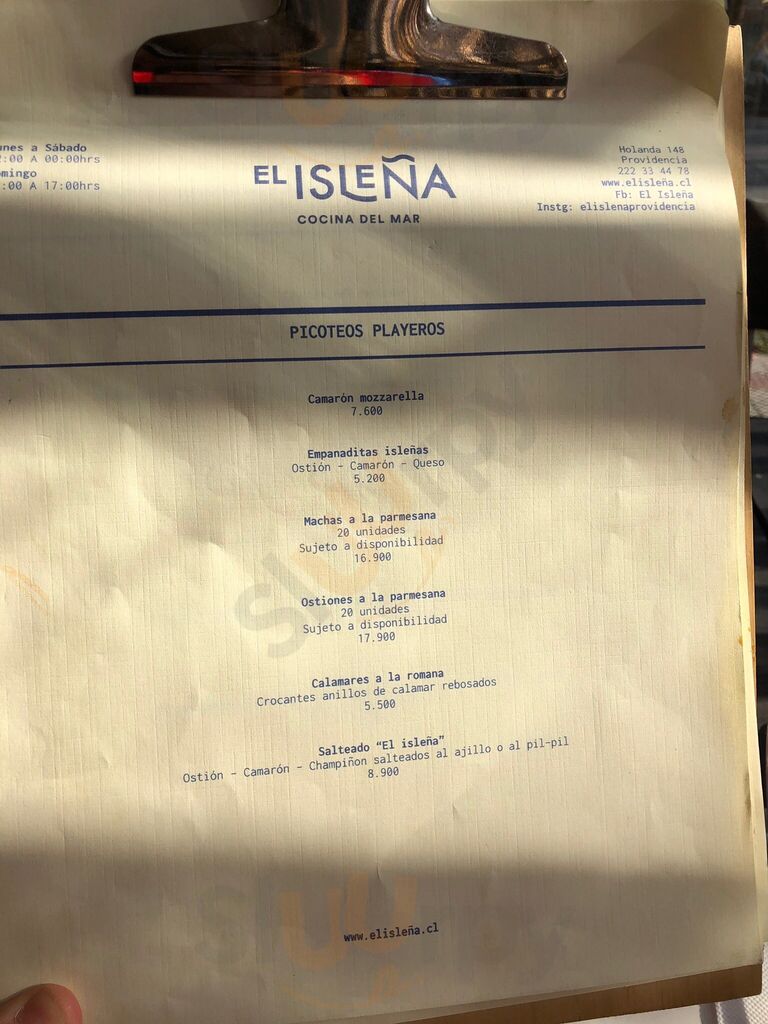 a Sábado
:00 A 00:00hrs
:00 A 17:00hrs
Holanda 148
Providencia
222 33 44 78
www.elisleña.cl
Fb: El Isleña
Instg: elislenaprovidencia
EL ISLEÑA
COCINA DEL MAR
PICOTEOS PLAYEROS
Camarón mozzarella
7.600
Empanaditas isleñas
Ostión - Camarón - Queso
5.200
Machas a la parmesana
20 unidades
Sujeto a disponibilidad
16.900
Ostiones a la parmesana
20 unidades
Sujeto a disponibilidad
17.900
Calamares a la romana
Crocantes anillos de calamar rebosados
5.500
Salteado “El isleña”
Ostión - Camarón - Champiñon salteados al ajillo o al pil-pil
8.900
www.elisleña.cl